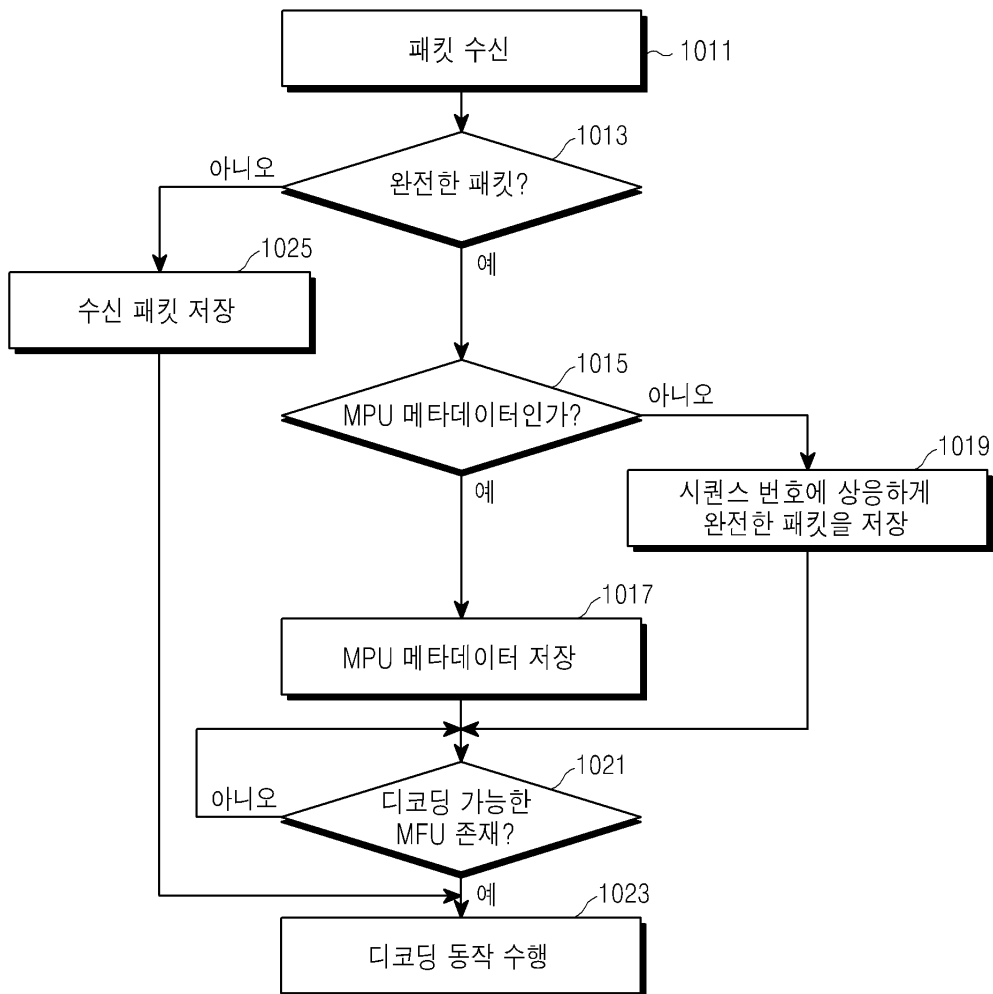 패킷 수신
1011
1013
완전한 패킷?
아니오
예
1025
수신 패킷 저장
1015
MPU 메타데이터인가?
아니오
예
1019
시퀀스 번호에 상응하게
완전한 패킷을 저장
1017
MPU 메타데이터 저장
1021
디코딩 가능한
MFU 존재?
아니오
예
1023
디코딩 동작 수행